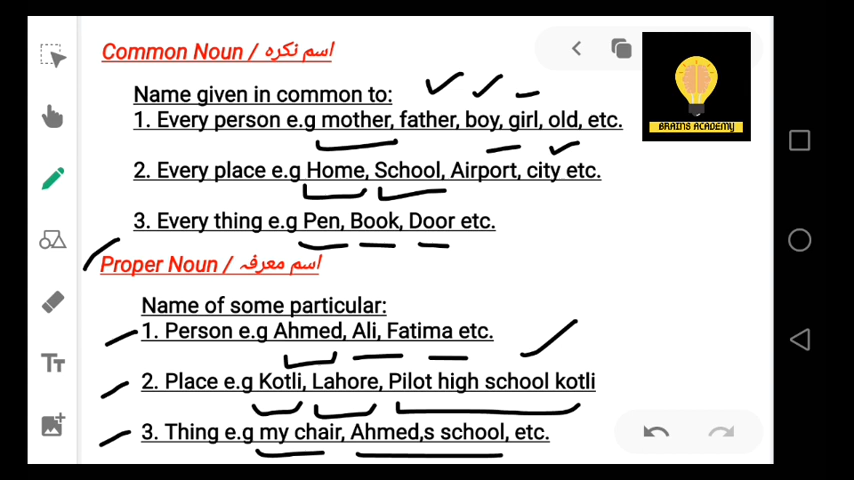 Common Noun / اسم نکرہ
Name given in common to:
1. Every person e.g mother, father, boy, girl, old, etc.
2. Every place e.g Home, School, Airport, city etc.
3. Every thing e.g Pen, Book, Door etc.
Proper Noun / اسم معرفہ
Name of some particular:
1. Person e.g Ahmed, Ali, Fatima etc.
2. Place e.g Kotli, Lahore, Pilot high school kotli
3. Thing e.g my chair, Ahmed,s school, etc.
BRAINS ACADEMY
Tт